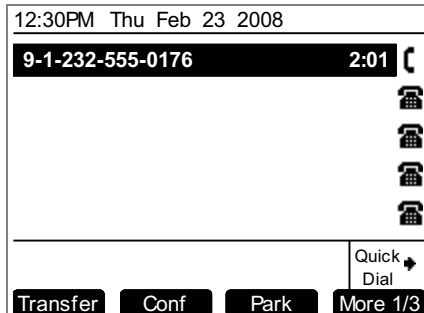 12:30PM Thu Feb 23 2008
9-1-232-555-0176 2:01
Quick
Dial
Transfer Conf Park More 1/3